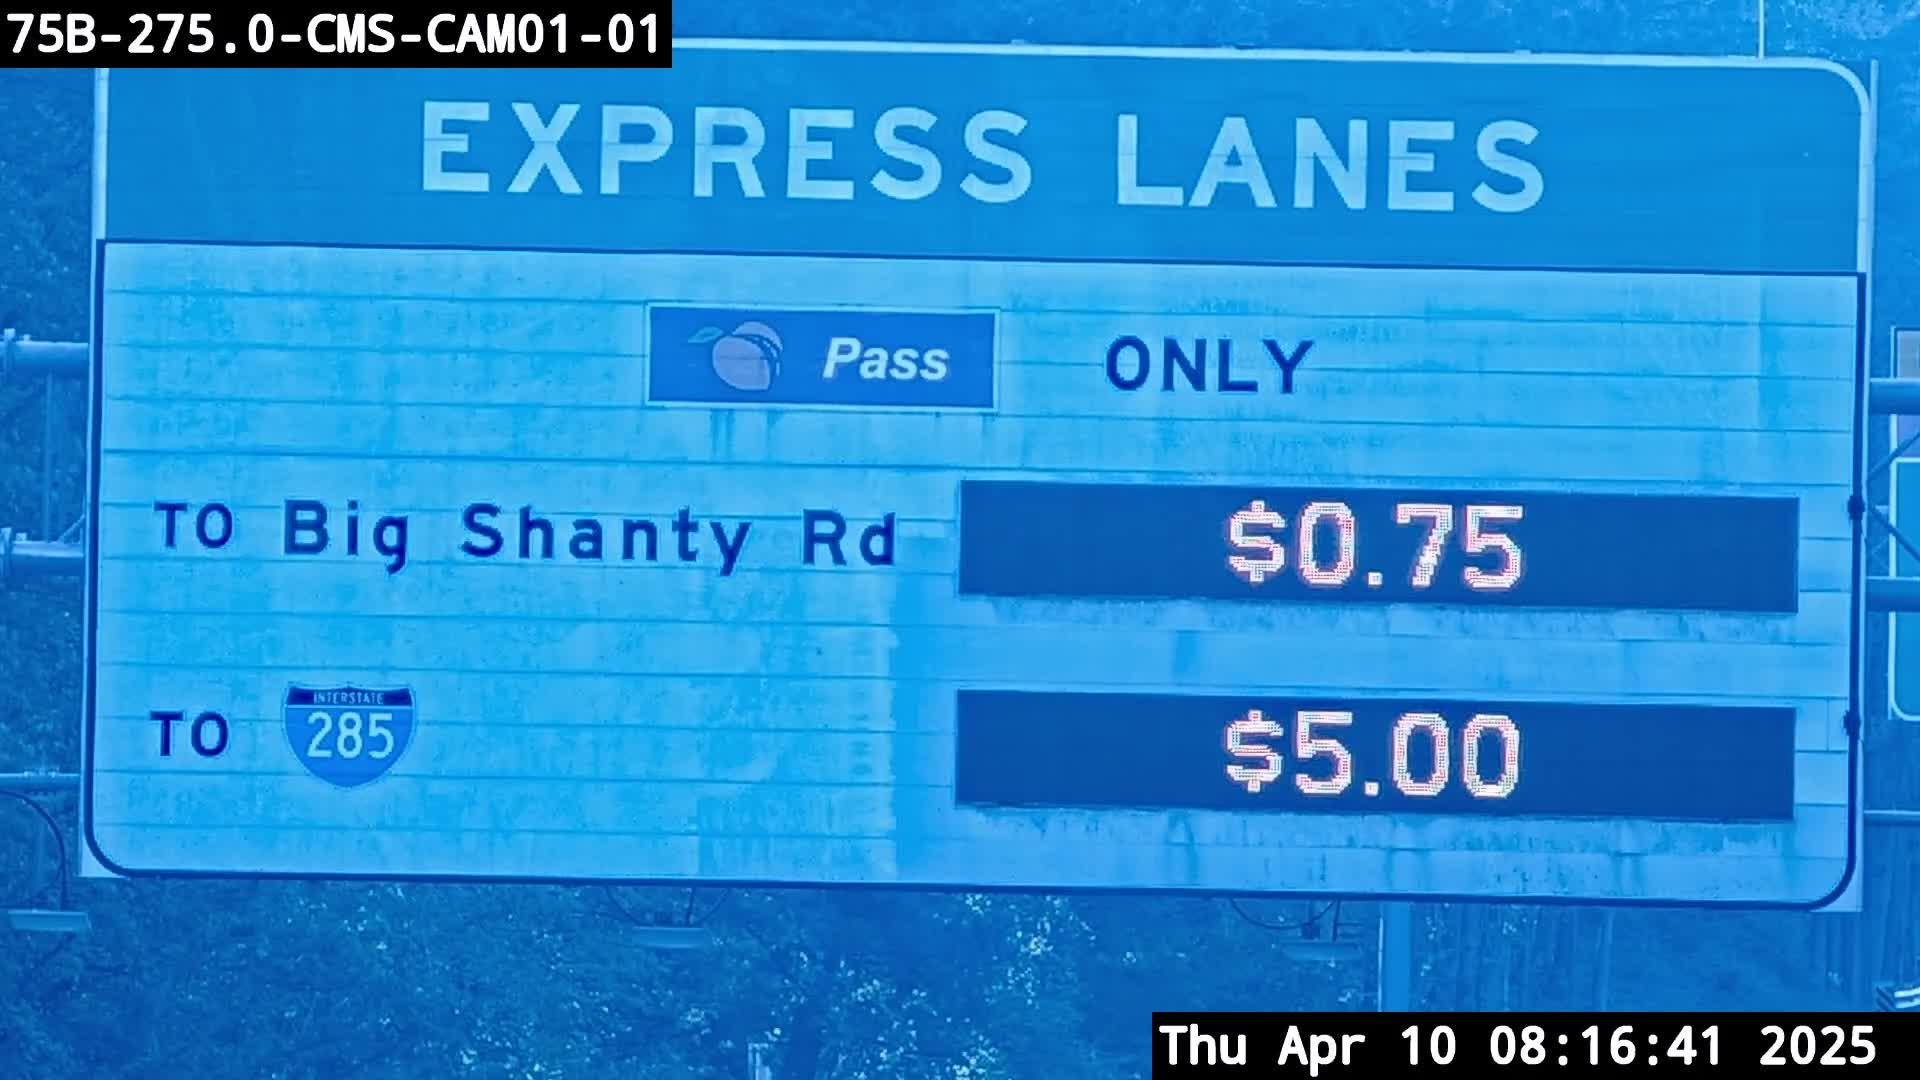 75B-275.0-CMS-CAM01-01
EXPRESS LANES
Pass ONLY
TO Big Shanty Rd $0.75
INTERSTATE
TO 285 $5.00
Thu Apr 10 08:16:41 2025